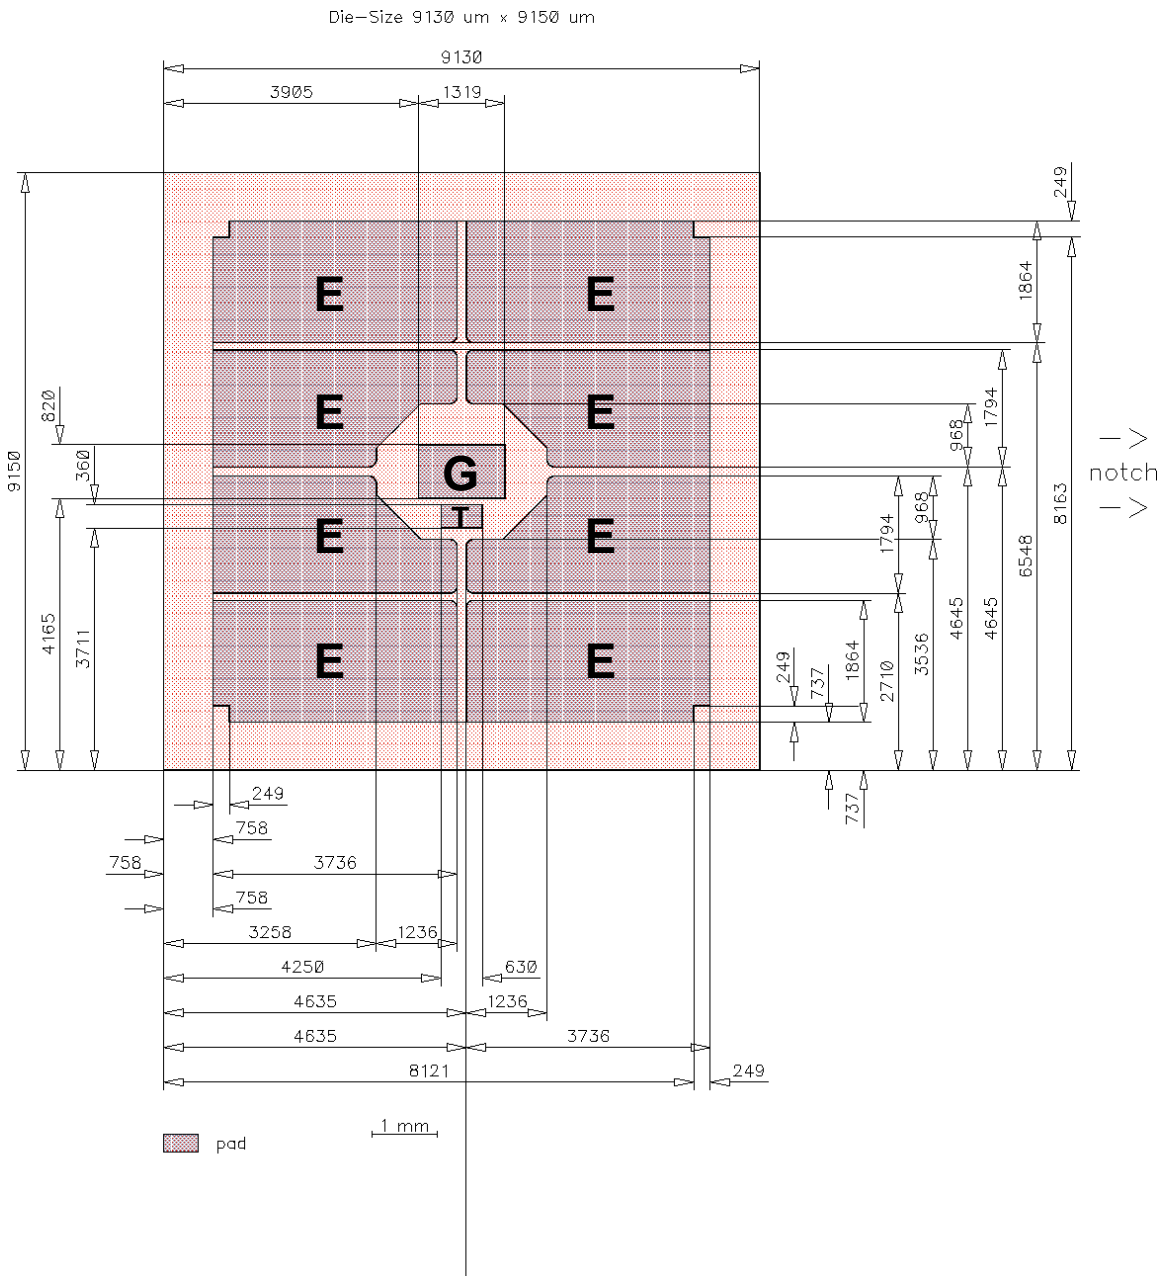 Die-Size 9130 um x 9150 um
9130
3905 1319
249
1864
E E
820 1794
E E 968
9150 360 G -> notch ->
T 8163
968
1794
E E 6548
4165 3711 4645 4645
3536
E E 249 737 1864 2710
249 737
758
758 3736
758
3258 1236
4250 630
4635 1236
4635 3736
8121 249
1 mm
pad